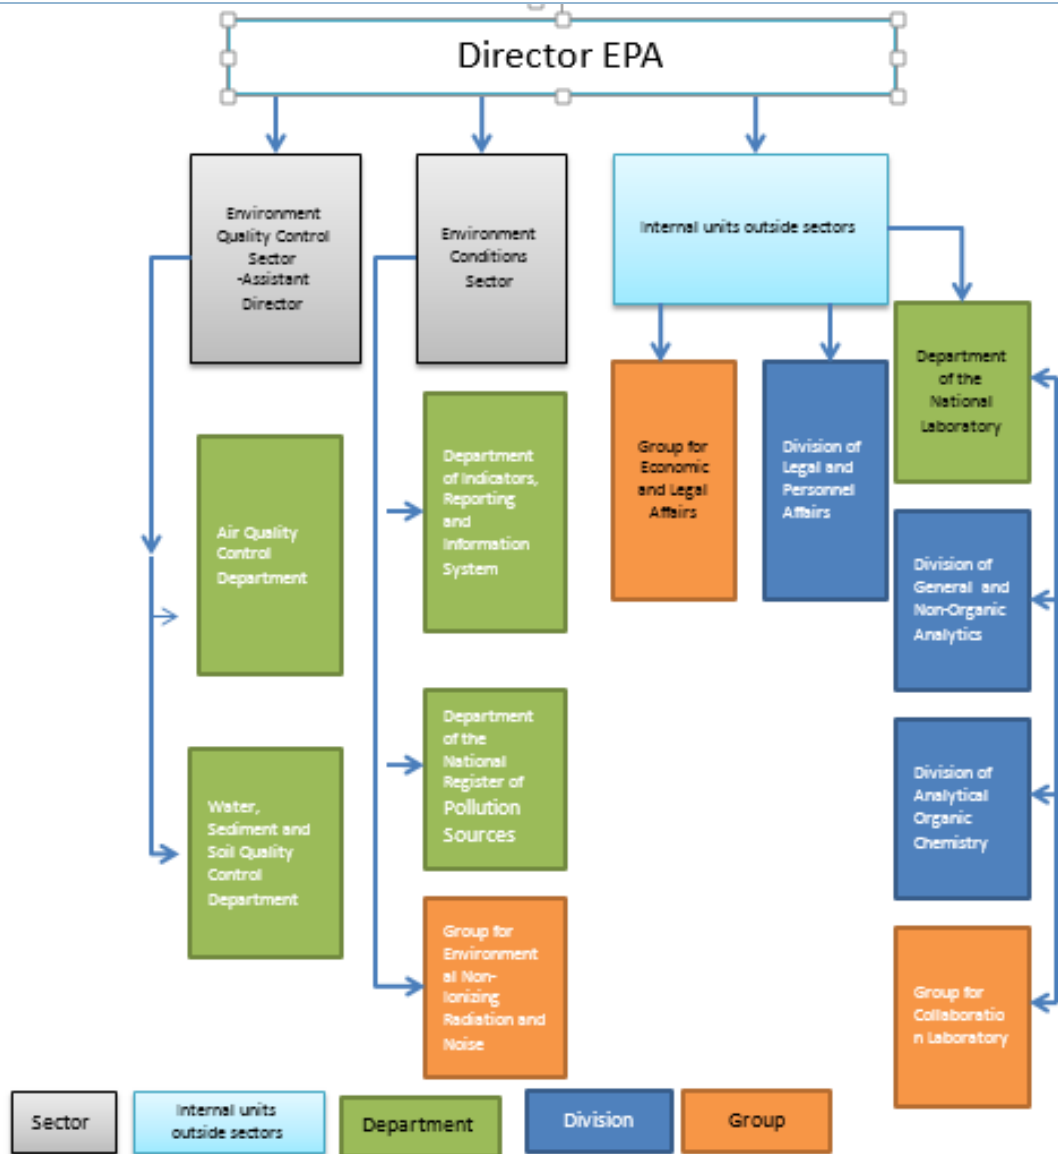 Director EPA
Environment
Quality Control
Sector
-Assistant
Director
Environment
Conditions
Sector
Internal units outside sectors
Department
of the
National
Laboratory
Group for
Economic
and Legal
Affairs
Division of
Legal and
Personnel
Affairs
Department
of Indicators,
Reporting
and
Information
System
Air Quality
Control
Department
Division of
General and
Non-Organic
Analytics
Department
of the
National
Register of
Pollution
Sources
Division of
Analytical
Organic
Chemistry
Water,
Sediment and
Soil Quality
Control
Department
Group for
Environment
al Non-
Ionizing
Radiation and
Noise
Group for
Collaboratio
n Laboratory
Sector
Internal units
outside sectors
Department
Division
Group